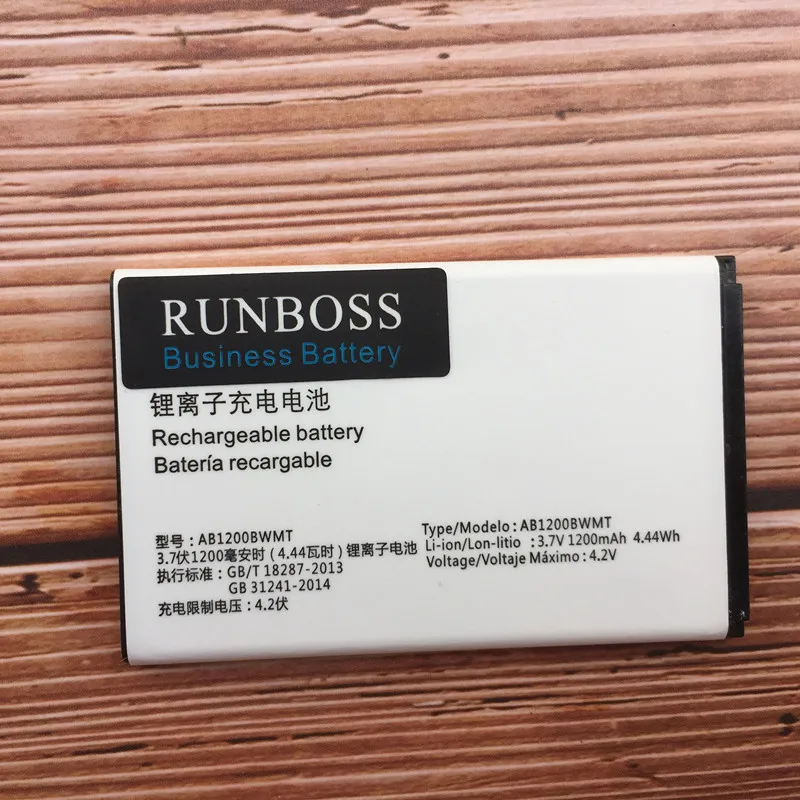 RUNBOSS
Business Battery
锂离子充电电池
Rechargeable battery
Batería recargable
型号: AB1200BWMT
3.7伏1200毫安时 (4.44瓦时) 锂离子电池
执行标准: GB/T 18287-2013
GB 31241-2014
充电限制电压: 4.2伏
Type/Modelo: AB1200BWMT
Li-ion/Lon-litio : 3.7V 1200mAh 4.44Wh
Voltage/Voltaje Máximo: 4.2V